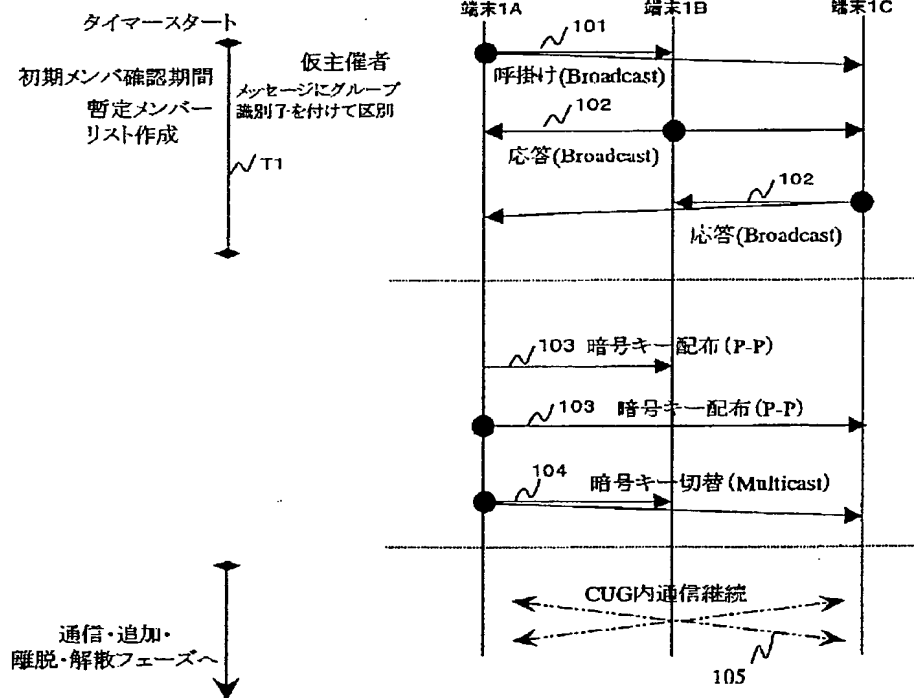 端末1A
端末1B
端末1C
タイマースタート
101
仮主催者
初期メンバ確認期間
呼掛け(Broadcast)
メッセージにグループ
識別子を付けて区別
暫定メンバー
リスト作成
102
T1
応答(Broadcast)
102
応答(Broadcast)
103 暗号キー配布(P-P)
103 暗号キー配布(P-P)
104 暗号キー切替(Multicast)
CUG内通信継続
通信・追加・
離脱・解散フェーズへ
105